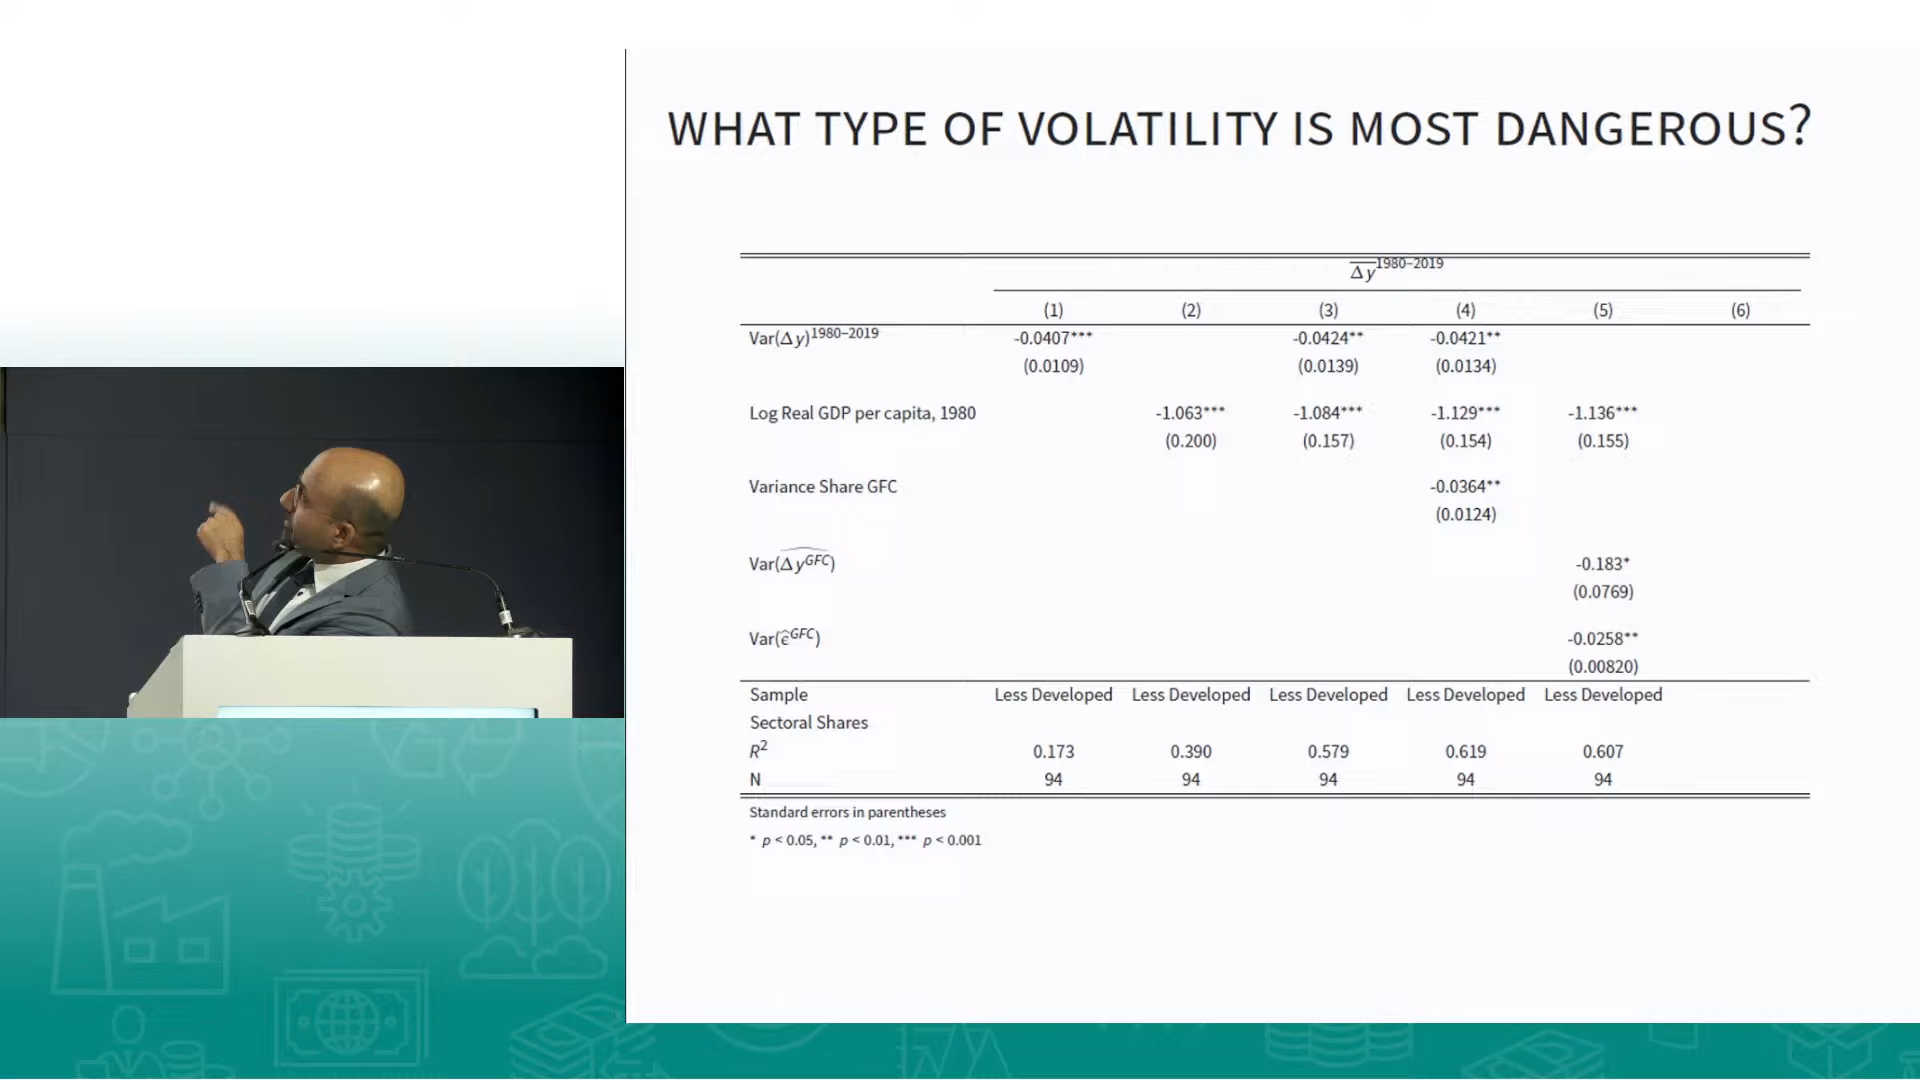 WHAT TYPE OF VOLATILITY IS MOST DANGEROUS?
Δy 1980–2019
(1) (2) (3) (4) (5) (6)
Var(Δy)1980–2019 -0.0407*** -0.0424** -0.0421**
(0.0109) (0.0139) (0.0134)
Log Real GDP per capita, 1980 -1.063*** -1.084*** -1.129*** -1.136***
(0.200) (0.157) (0.154) (0.155)
Variance Share GFC -0.0364**
(0.0124)
Var(Δy^GFC) -0.183*
(0.0769)
Var(ε̂^GFC) -0.0258**
(0.00820)
Sample Less Developed Less Developed Less Developed Less Developed Less Developed
Sectoral Shares
R² 0.173 0.390 0.579 0.619 0.607
N 94 94 94 94 94
Standard errors in parentheses
* p < 0.05, ** p < 0.01, *** p < 0.001